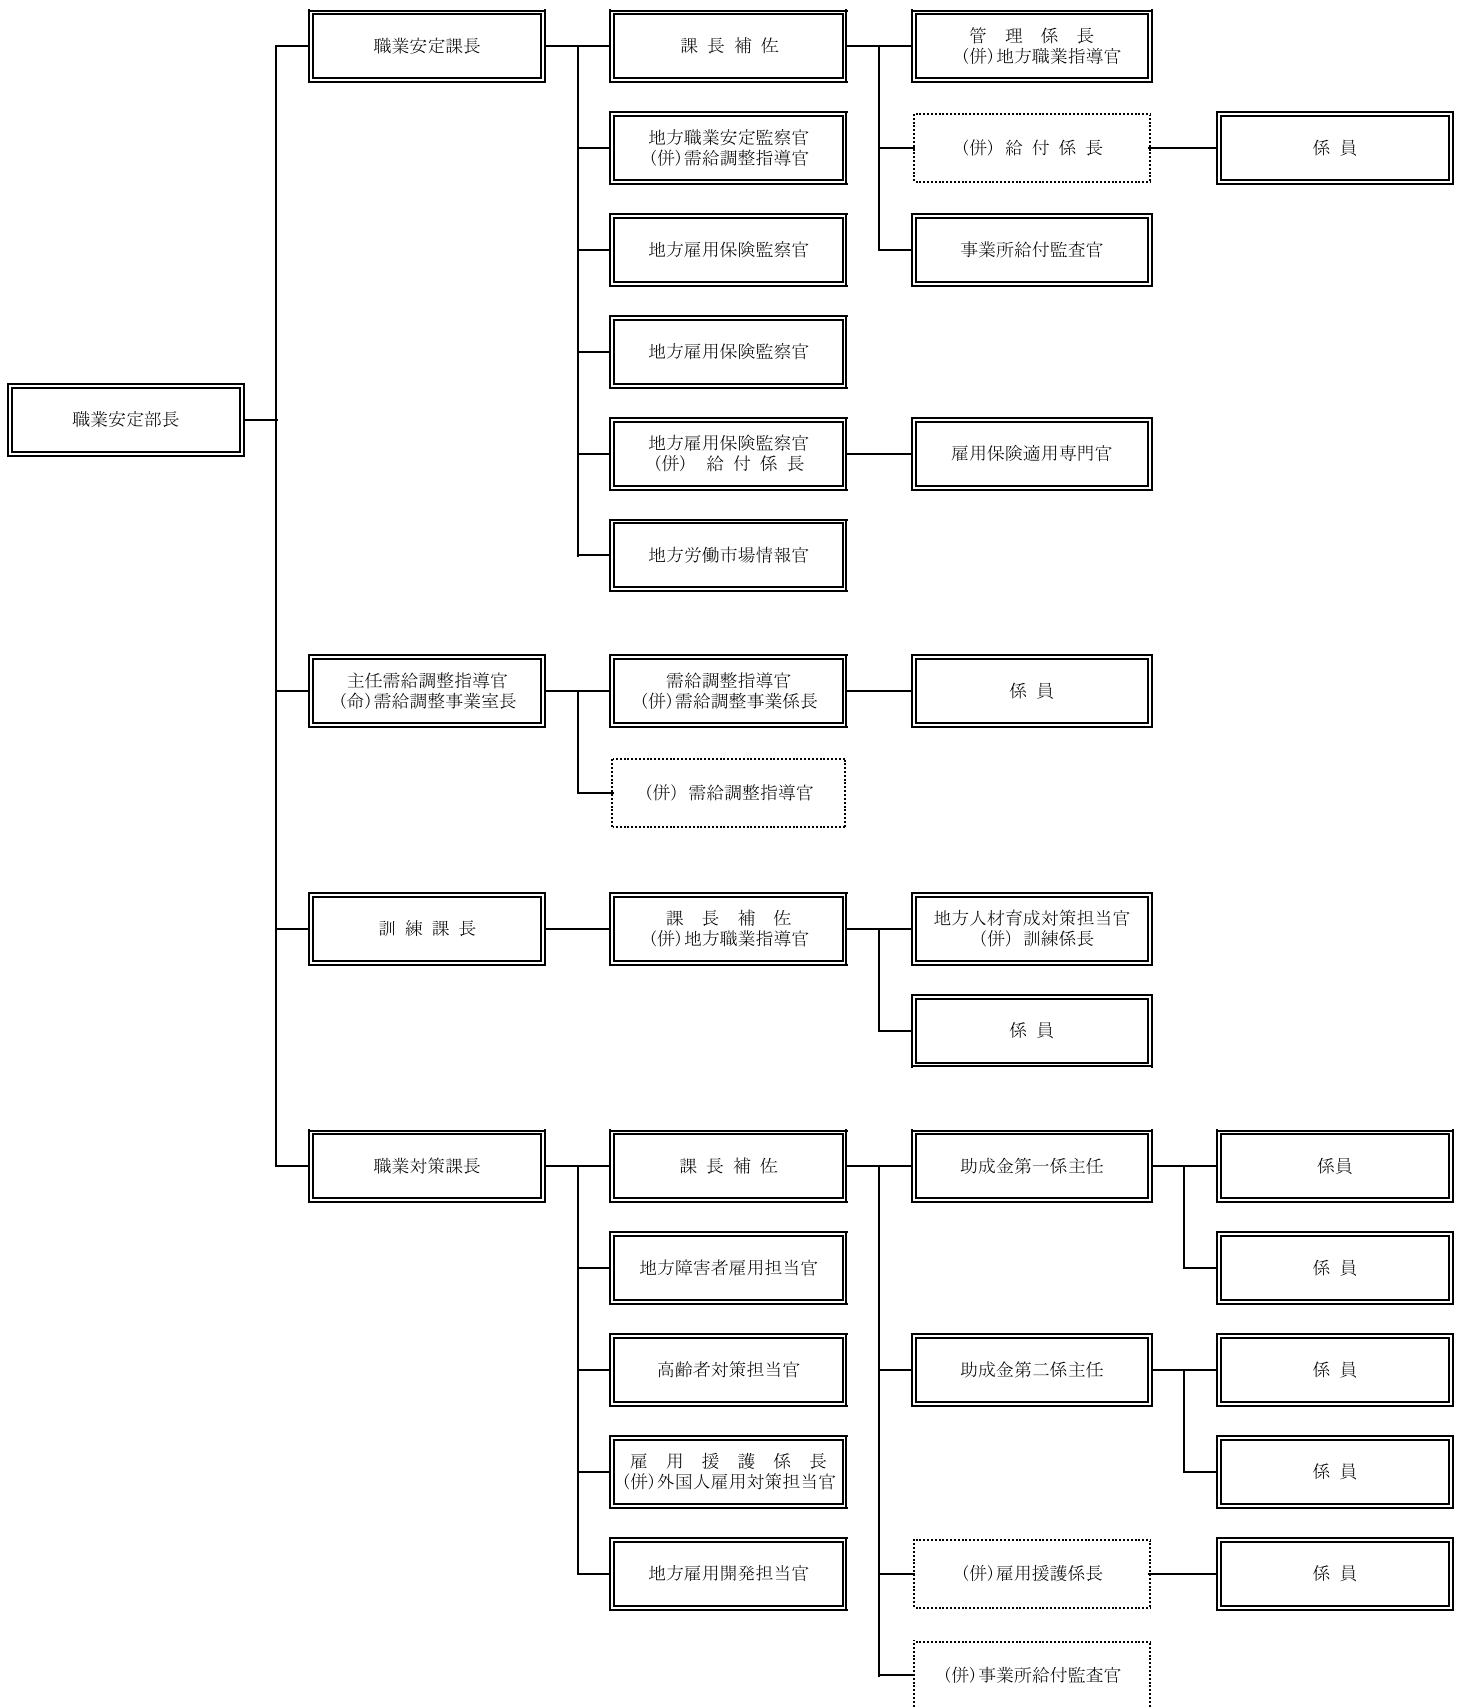 職業安定部長
職業安定課長
課 長 補 佐
管 理 係 長
(併)地方職業指導官
(併) 給 付 係 長
係 員
事業所給付監査官
地方職業安定監察官
(併)需給調整指導官
地方雇用保険監察官
地方雇用保険監察官
地方雇用保険監察官
(併) 給 付 係 長
雇用保険適用専門官
地方労働市場情報官
主任需給調整指導官
(命)需給調整事業室長
需給調整指導官
(併)需給調整事業係長
係 員
(併) 需給調整指導官
訓 練 課 長
課 長 補 佐
(併)地方職業指導官
地方人材育成対策担当官
(併) 訓練係長
係 員
職業対策課長
課 長 補 佐
助成金第一係主任
係員
係 員
地方障害者雇用担当官
高齢者対策担当官
助成金第二係主任
係 員
係 員
雇 用 援 護 係 長
(併)外国人雇用対策担当官
地方雇用開発担当官
(併)雇用援護係長
係 員
(併)事業所給付監査官